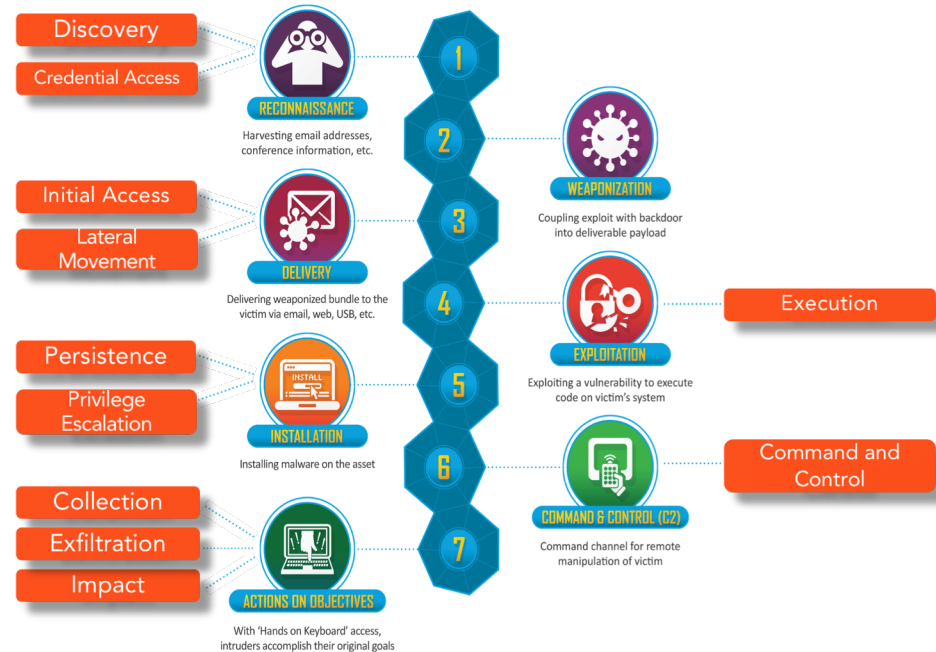 Discovery
Credential Access
RECONNAISSANCE
Harvesting email addresses,
conference information, etc.
1
2
WEAPONIZATION
Coupling exploit with backdoor
into deliverable payload
Initial Access
Lateral
Movement
DELIVERY
Delivering weaponized bundle to the
victim via email, web, USB, etc.
3
4
EXPLOITATION
Exploiting a vulnerability to execute
code on victim's system
Execution
Persistence
Privilege
Escalation
INSTALL
INSTALLATION
Installing malware on the asset
5
6
COMMAND & CONTROL (C2)
Command channel for remote
manipulation of victim
Command and
Control
Collection
Exfiltration
Impact
ACTIONS ON OBJECTIVES
With 'Hands on Keyboard' access,
intruders accomplish their original goals
7